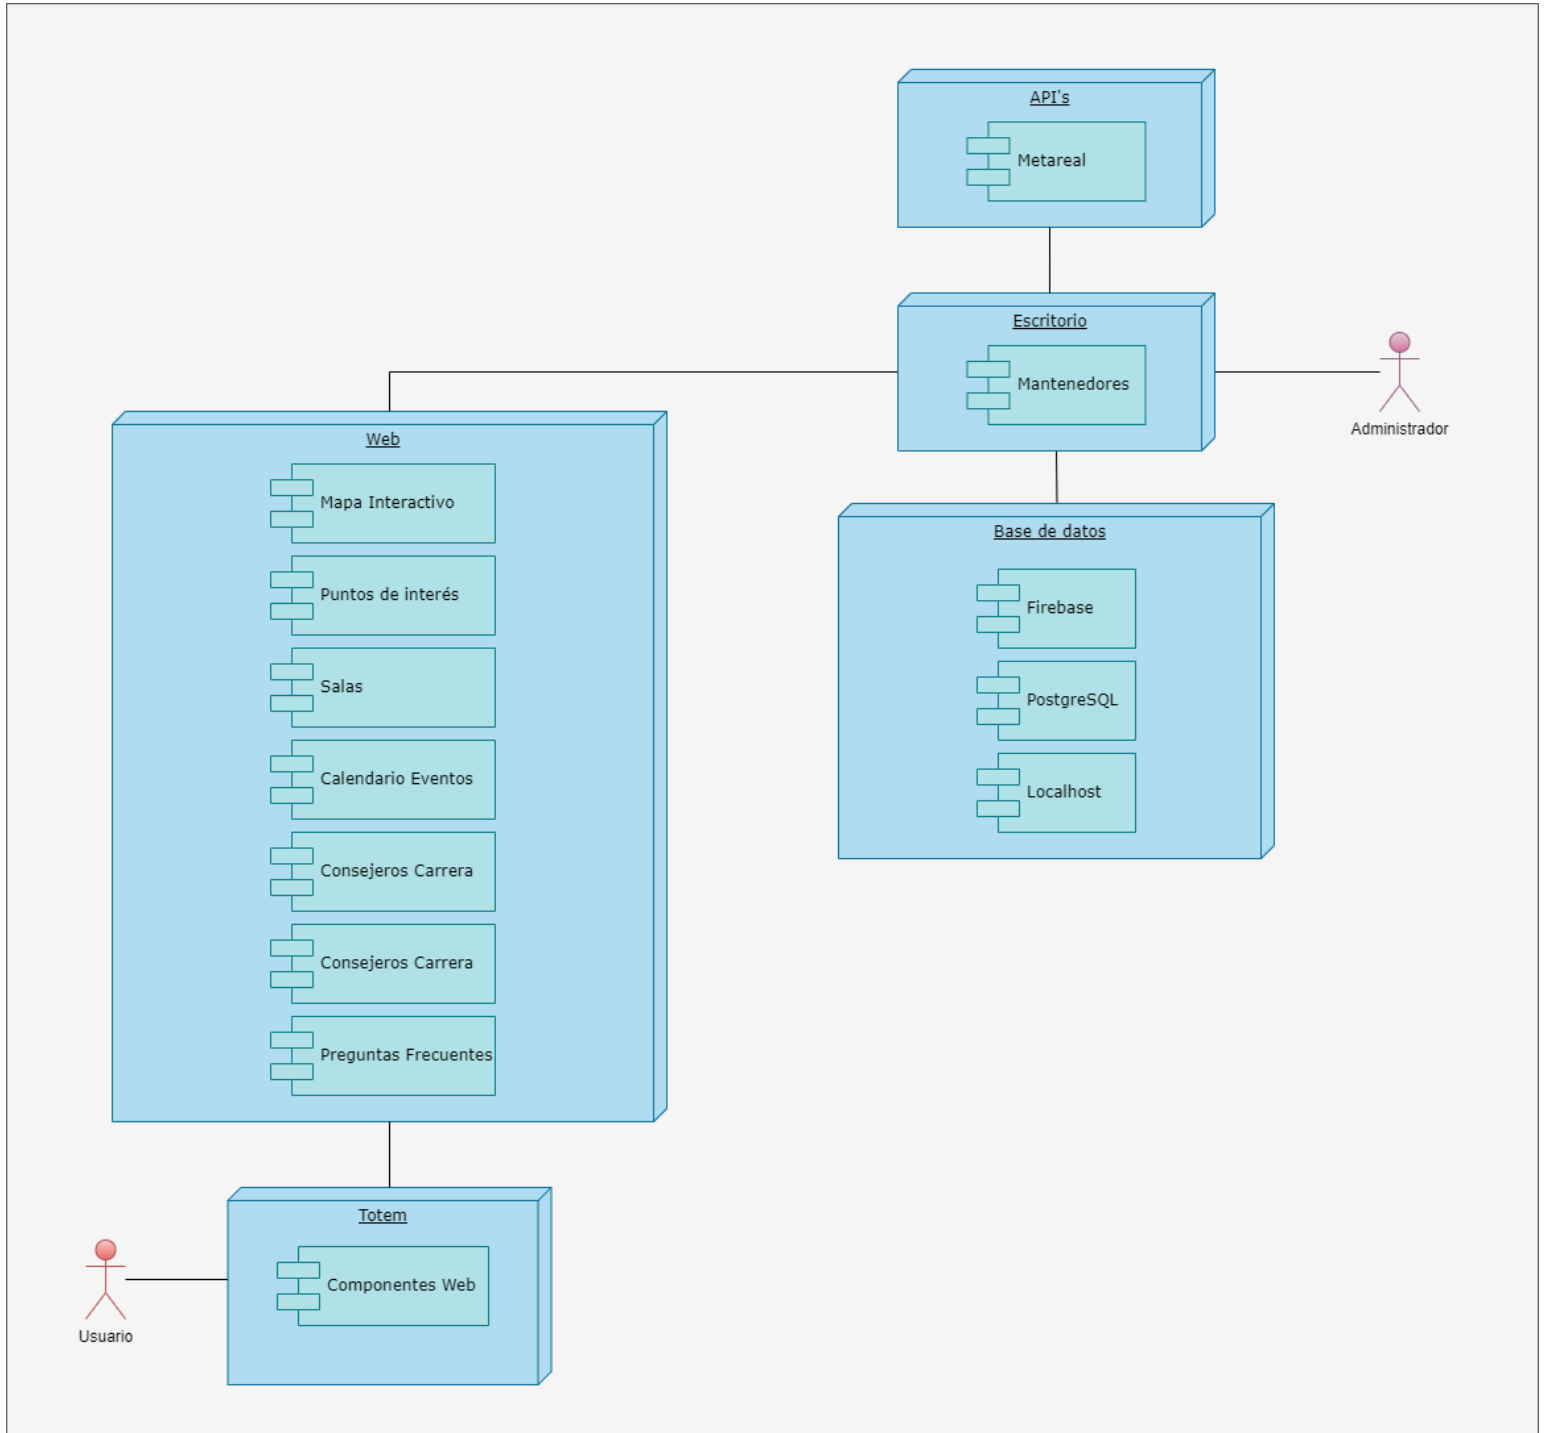 API's
Metareal
Escritorio
Mantenedores
Administrador
Web
Mapa Interactivo
Puntos de interés
Salas
Calendario Eventos
Consejeros Carrera
Consejeros Carrera
Preguntas Frecuentes
Base de datos
Firebase
PostgreSQL
Localhost
Totem
Componentes Web
Usuario